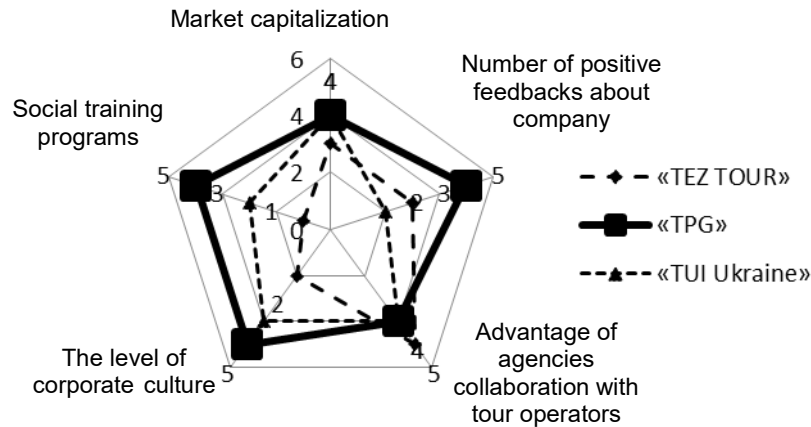 Market capitalization
6
4
4
2
0
Number of positive
feedbacks about
company
5
3
2
Social training
programs
5
3
1
«TEZ TOUR»
«TPG»
«TUI Ukraine»
2
The level of
corporate culture
5
Advantage of
agencies
collaboration with
tour operators
4
5